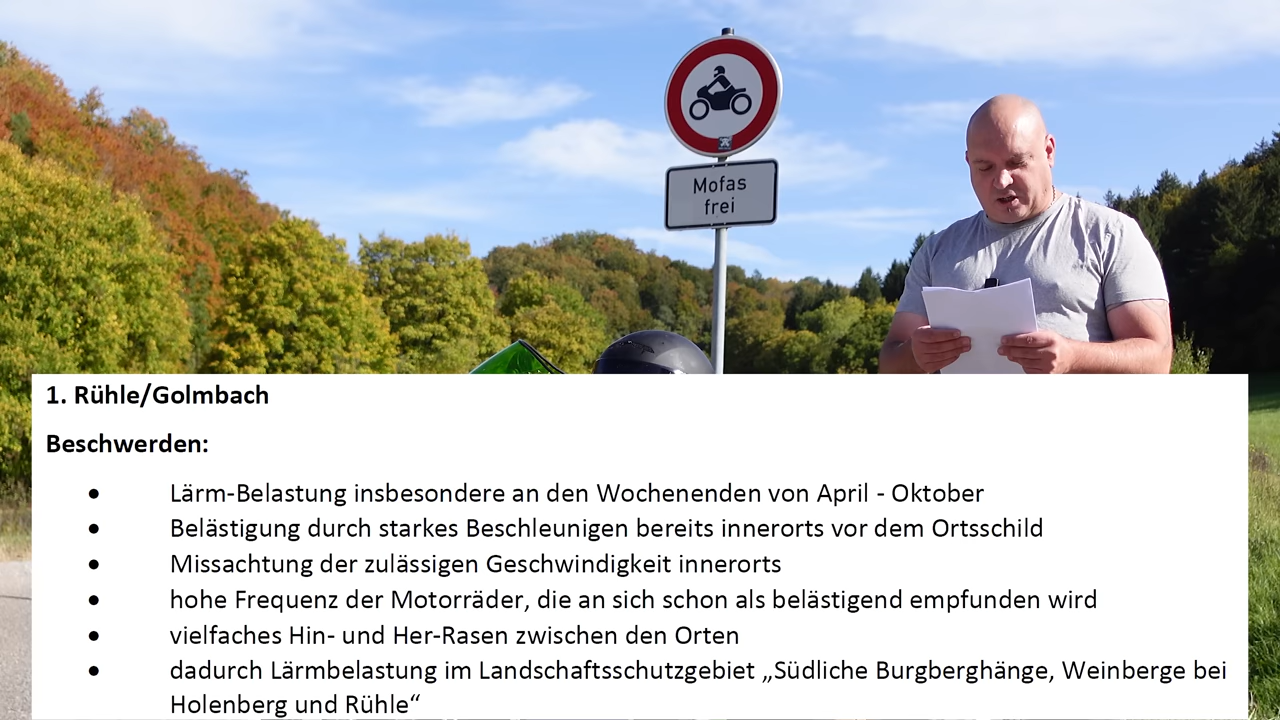 Mofas
frei
1. Rühle/Golmbach
Beschwerden:
• Lärm-Belastung insbesondere an den Wochenenden von April - Oktober
• Belästigung durch starkes Beschleunigen bereits innerorts vor dem Ortsschild
• Missachtung der zulässigen Geschwindigkeit innerorts
• hohe Frequenz der Motorräder, die an sich schon als belästigend empfunden wird
• vielfaches Hin- und Her-Rasen zwischen den Orten
• dadurch Lärmbelastung im Landschaftsschutzgebiet „Südliche Burgberghänge, Weinberge bei
Holenberg und Rühle“